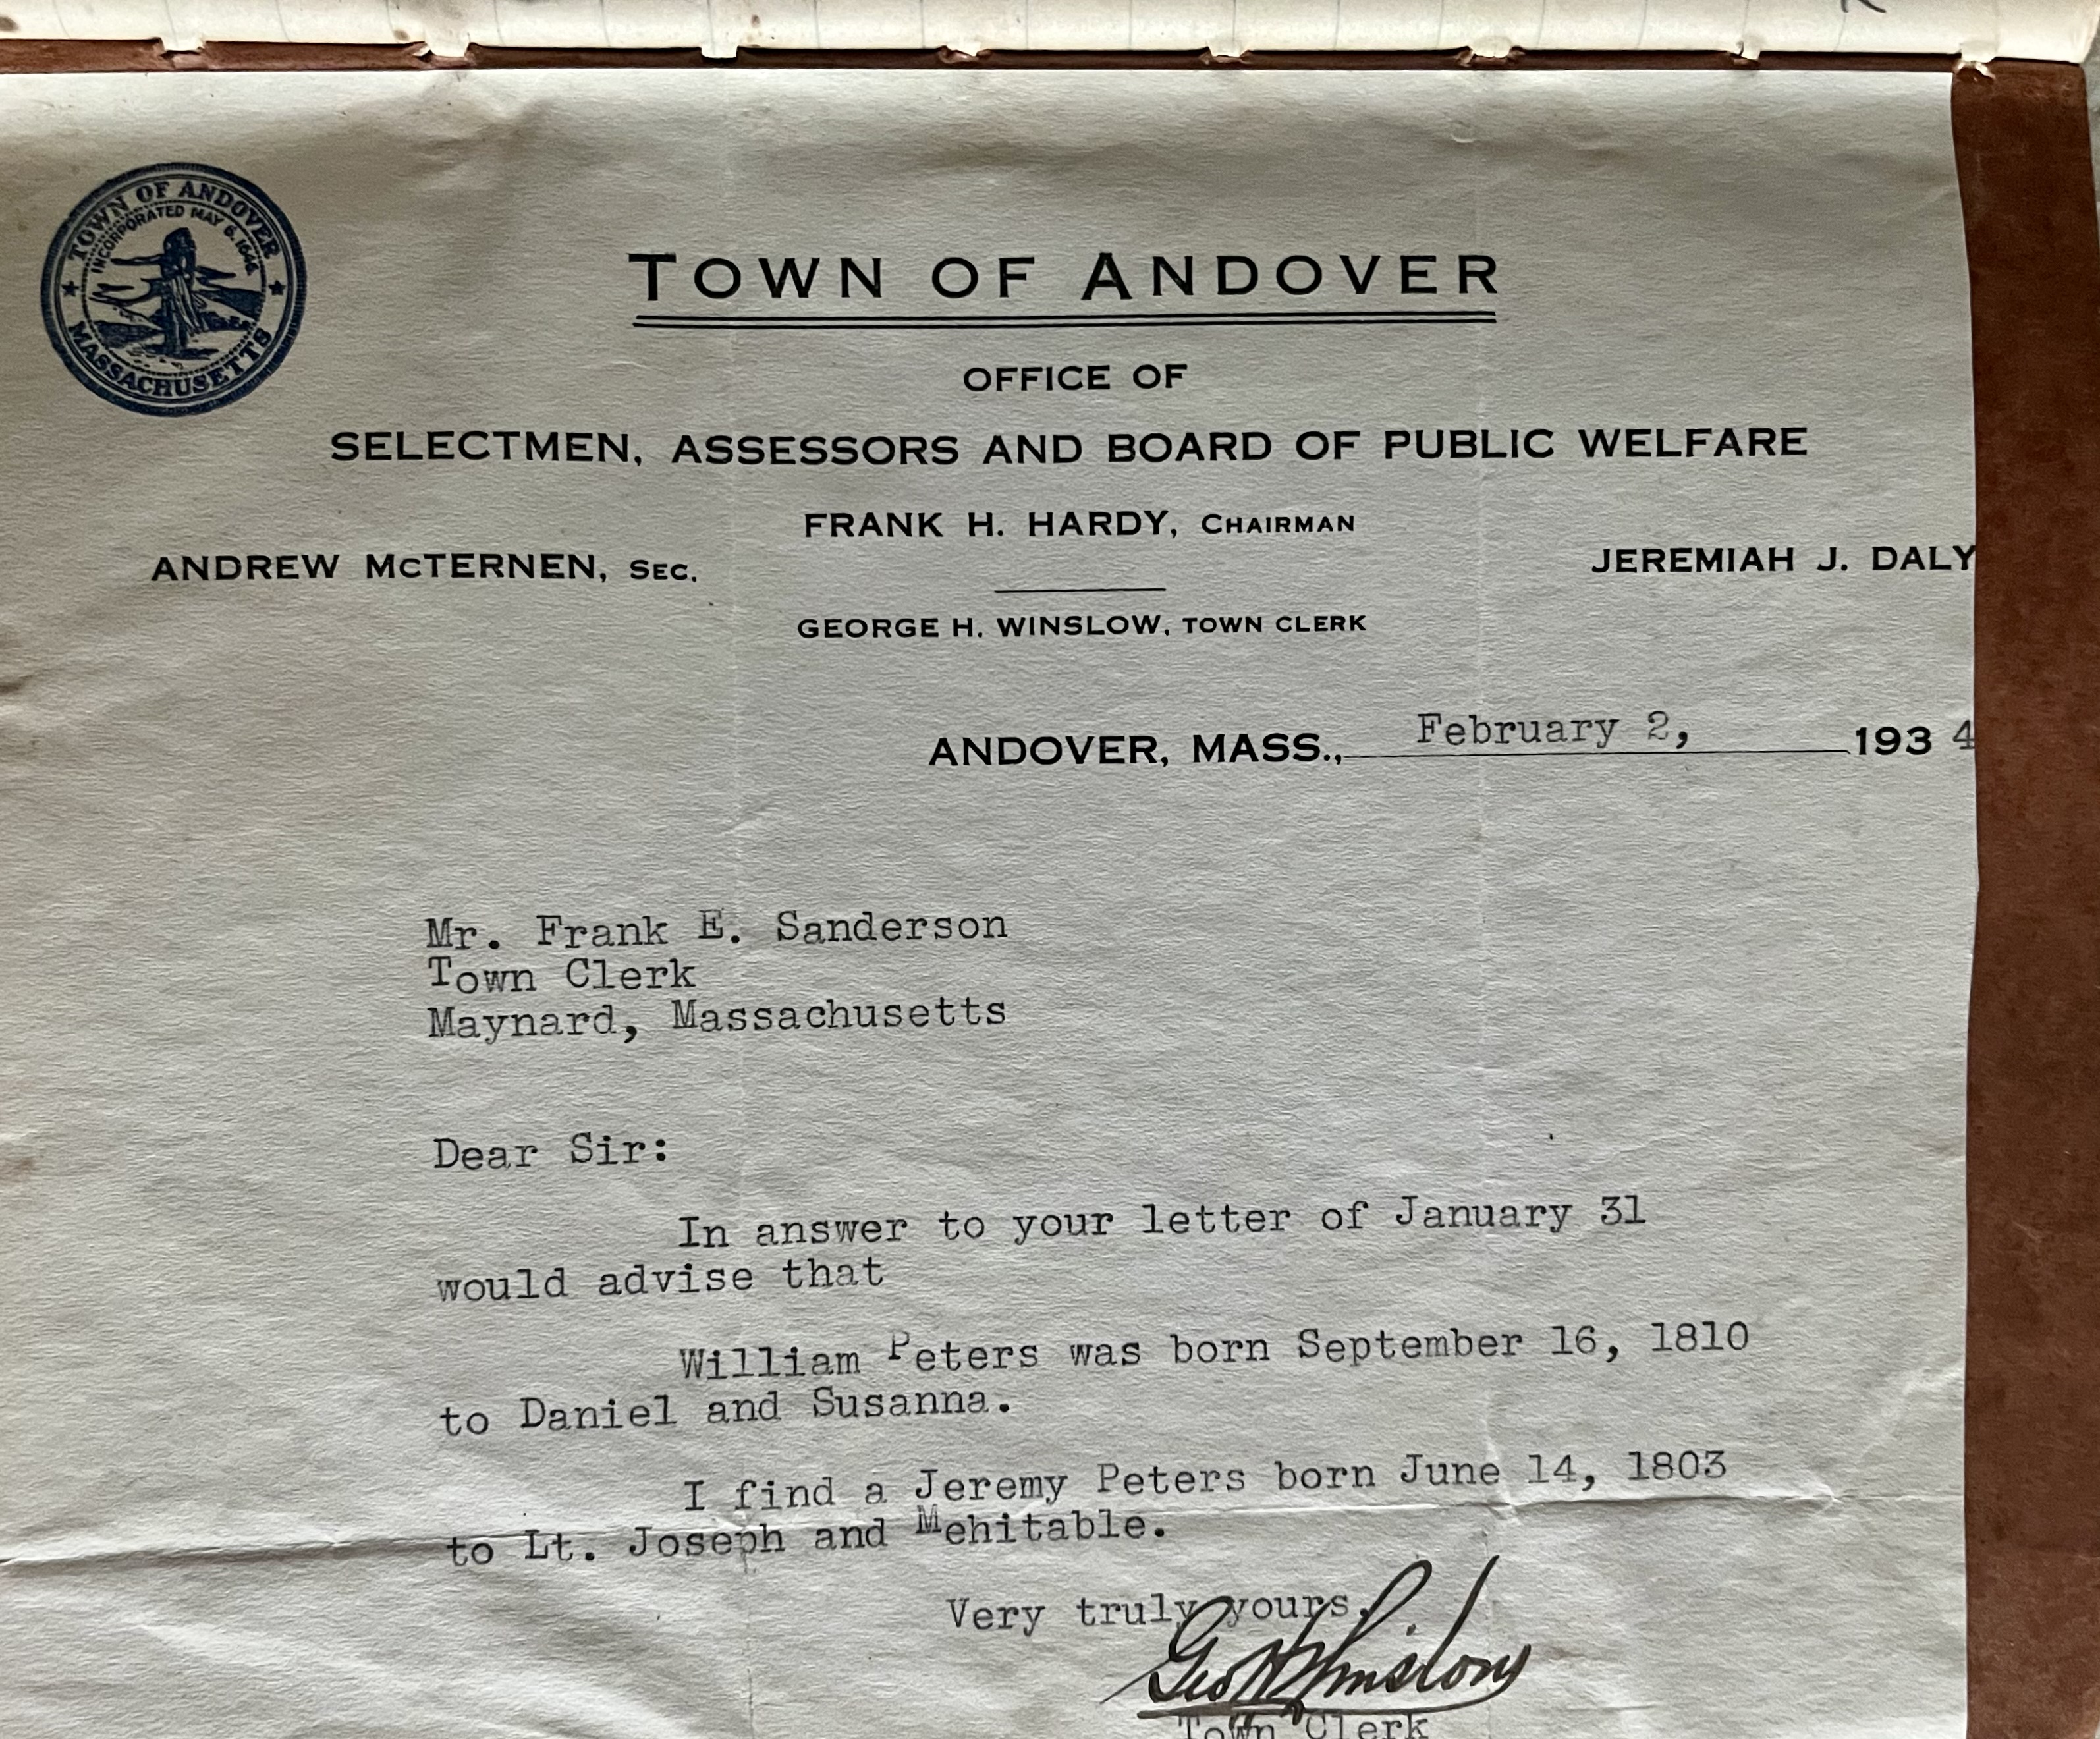 TOWN OF ANDOVER
INCORPORATED MAY 6, 1646
MASSACHUSETTS
TOWN OF ANDOVER
OFFICE OF
SELECTMEN, ASSESSORS AND BOARD OF PUBLIC WELFARE
FRANK H. HARDY, CHAIRMAN
ANDREW McTERNEN, SEC. JEREMIAH J. DALY
GEORGE H. WINSLOW, TOWN CLERK
ANDOVER, MASS., February 2, 1934
Mr. Frank E. Sanderson
Town Clerk
Maynard, Massachusetts
Dear Sir:
In answer to your letter of January 31
would advise that
William Peters was born September 16, 1810
to Daniel and Susanna.
I find a Jeremy Peters born June 14, 1803
to Lt. Joseph and Mehitable.
Very truly yours,
Geo H Winslow
Town Clerk